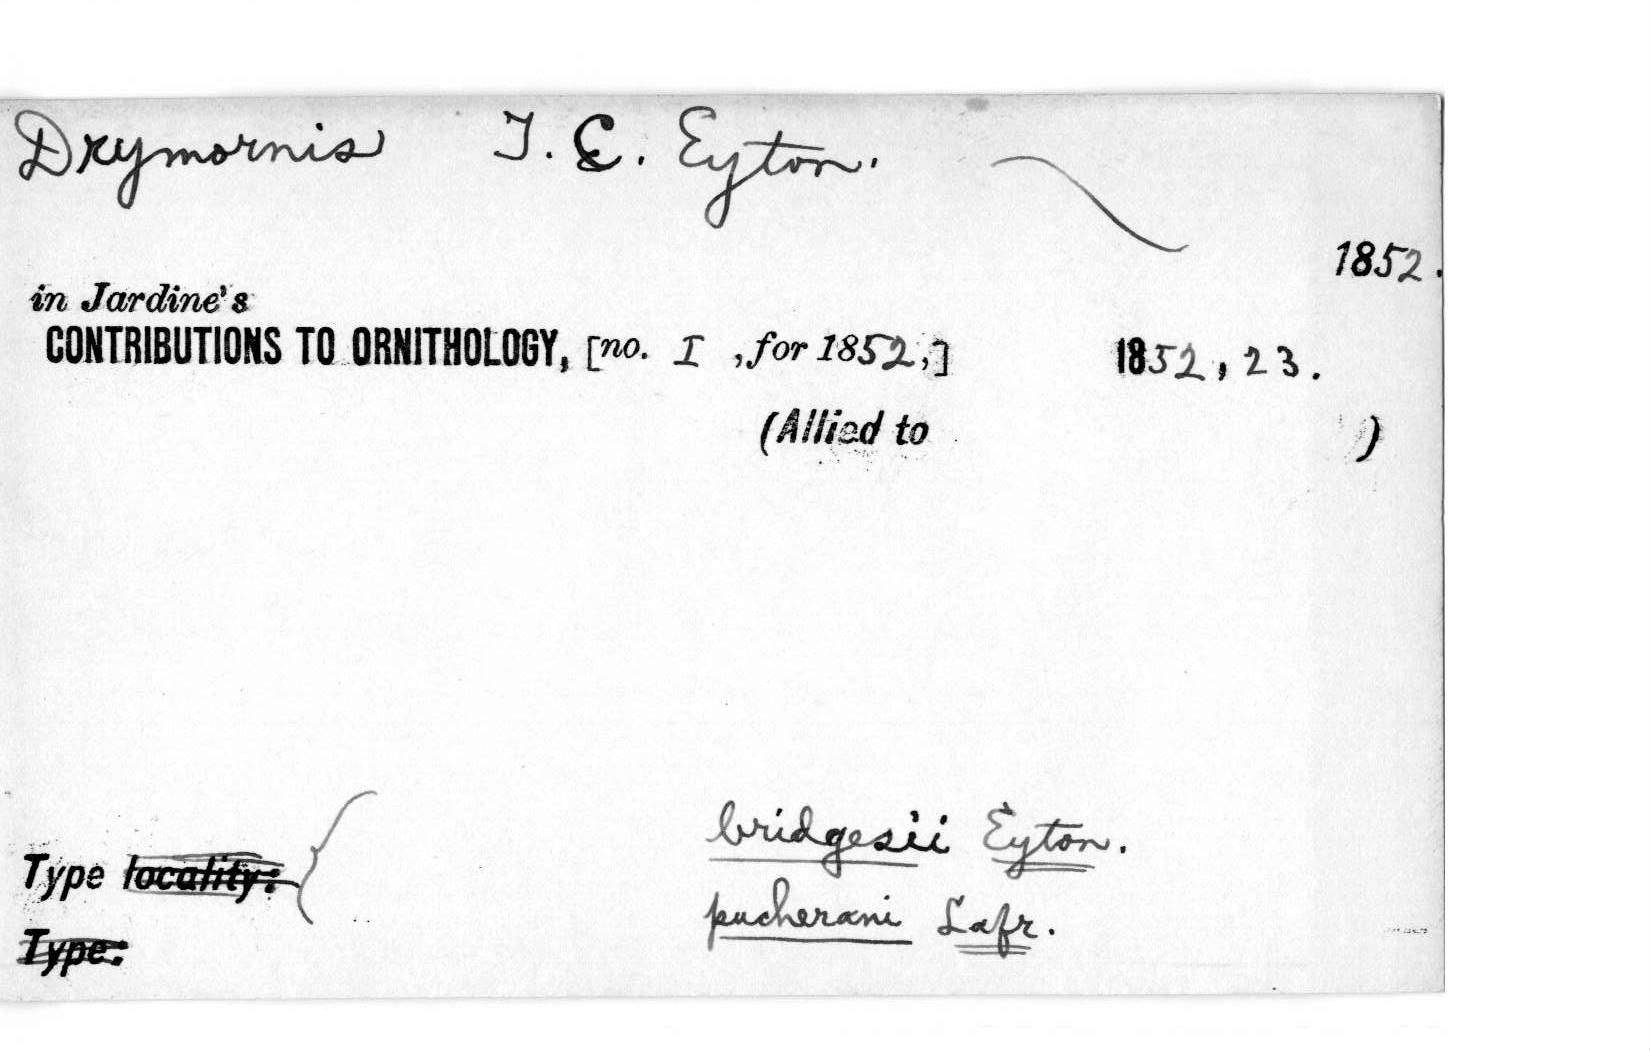 Drymornis T. C. Eyton.
1852.
in Jardine's
CONTRIBUTIONS TO ORNITHOLOGY, [no. I , for 1852,] 1852, 23.
(Allied to )
bridgesii Eyton.
Type locality:
pucherani Lafr.
Type: